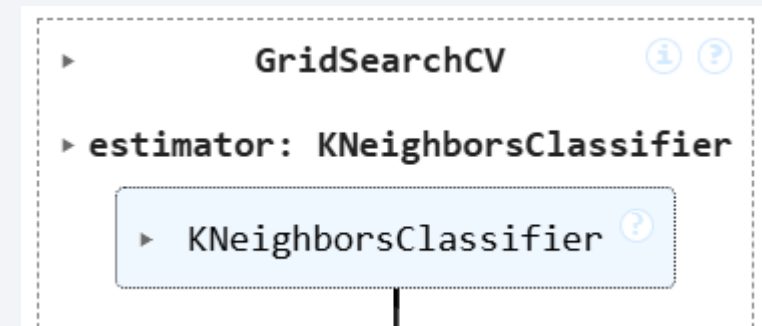 GridSearchCV i ?
estimator: KNeighborsClassifier
KNeighborsClassifier ?